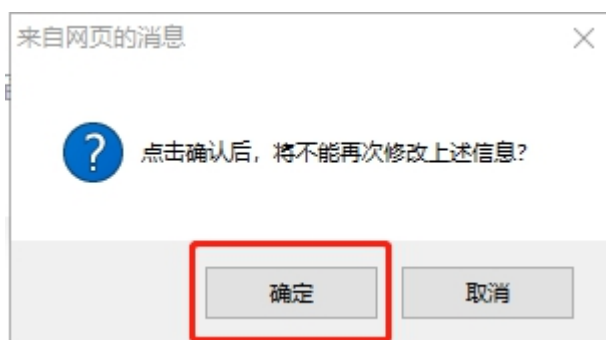 来自网页的消息
点击确认后，将不能再次修改上述信息?
确定
取消